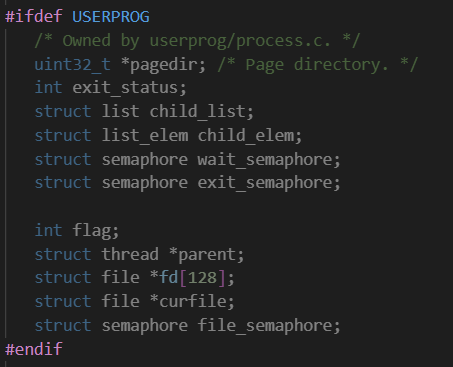 #ifdef USERPROG
/* Owned by userprog/process.c. */
uint32_t *pagedir; /* Page directory. */
int exit_status;
struct list child_list;
struct list_elem child_elem;
struct semaphore wait_semaphore;
struct semaphore exit_semaphore;
int flag;
struct thread *parent;
struct file *fd[128];
struct file *curfile;
struct semaphore file_semaphore;
#endif